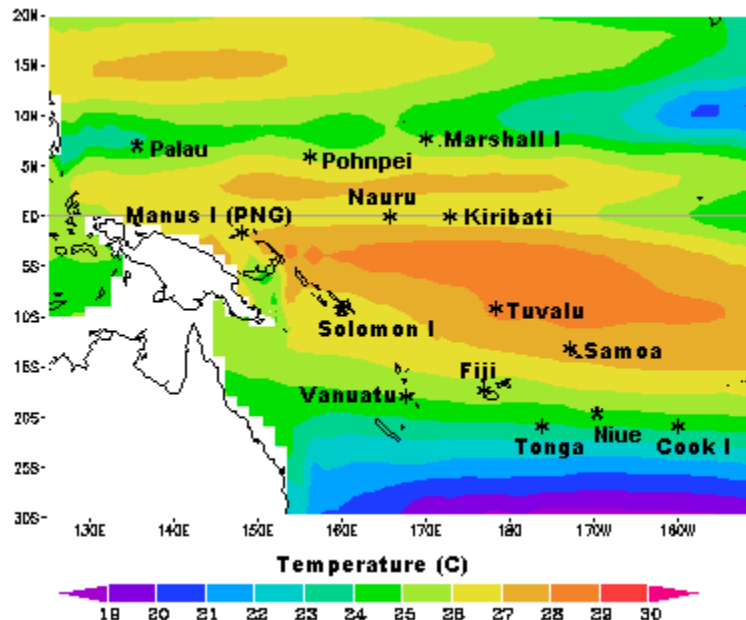 20N
15N
10N
Palau
Marshall I
Pohnpei
5N
Nauru
Manus I (PNG)
Kiribati
EQ
5S
10S
Tuvalu
Solomon I
15S
Samoa
Fiji
Vanuatu
20S
Tonga
Niue
Cook I
25S
30S
130E
140E
150E
160E
170E
180
170W
160W
Temperature (C)
19 20 21 22 23 24 25 26 27 28 29 30